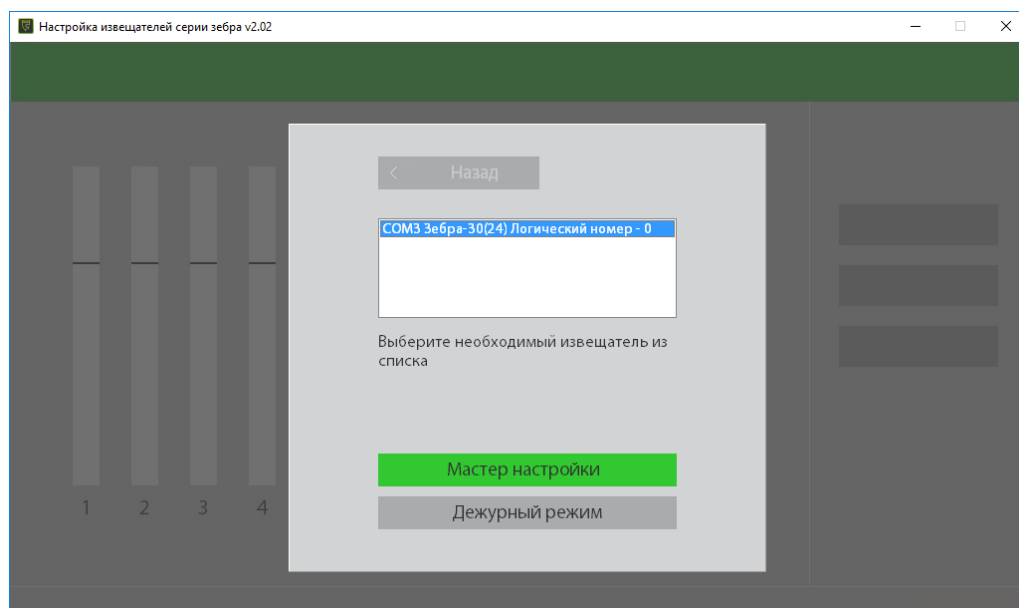 Настройка извещателей серии зебра v2.02
Назад
COM3 Зебра-30(24) Логический номер - 0
Выберите необходимый извещатель из
списка
Мастер настройки
Дежурный режим
1 2 3 4